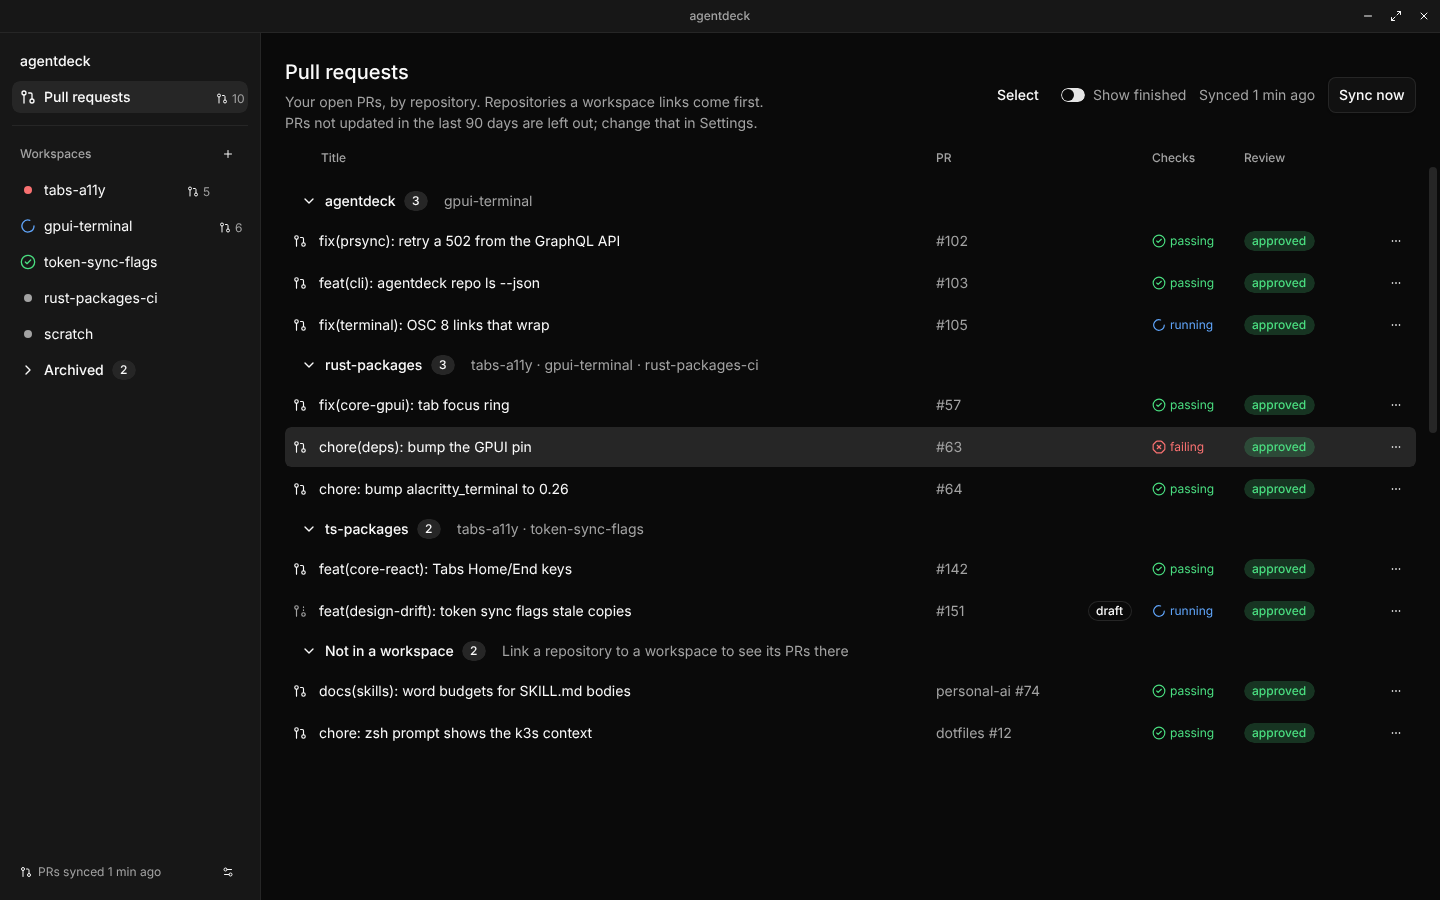 agentdeck
agentdeck
Pull requests 10
Workspaces
tabs-a11y 5
gpui-terminal 6
token-sync-flags
rust-packages-ci
scratch
Archived 2
PRs synced 1 min ago
Pull requests
Your open PRs, by repository. Repositories a workspace links come first.
PRs not updated in the last 90 days are left out; change that in Settings.
Select Show finished Synced 1 min ago Sync now
Title PR Checks Review
agentdeck 3 gpui-terminal
fix(prsync): retry a 502 from the GraphQL API #102 passing approved
feat(cli): agentdeck repo ls --json #103 passing approved
fix(terminal): OSC 8 links that wrap #105 running approved
rust-packages 3 tabs-a11y · gpui-terminal · rust-packages-ci
fix(core-gpui): tab focus ring #57 passing approved
chore(deps): bump the GPUI pin #63 failing approved
chore: bump alacritty_terminal to 0.26 #64 passing approved
ts-packages 2 tabs-a11y · token-sync-flags
feat(core-react): Tabs Home/End keys #142 passing approved
feat(design-drift): token sync flags stale copies #151 draft running approved
Not in a workspace 2 Link a repository to a workspace to see its PRs there
docs(skills): word budgets for SKILL.md bodies personal-ai #74 passing approved
chore: zsh prompt shows the k3s context dotfiles #12 passing approved